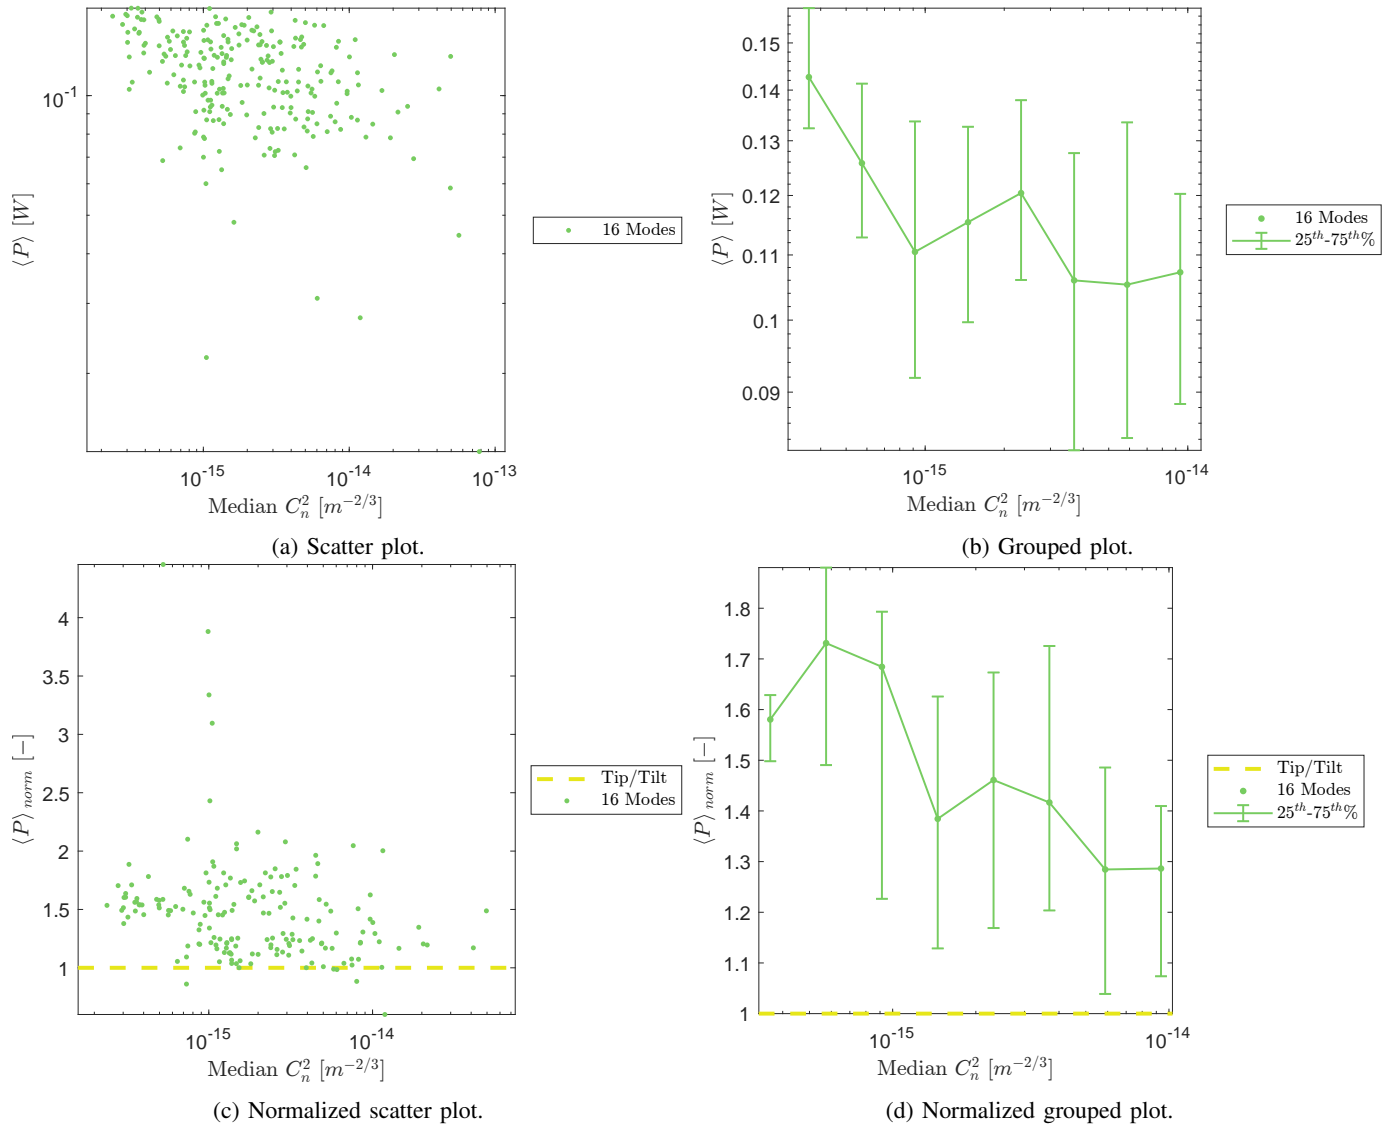 10^{-1}
⟨P⟩ [W]
10^{-15}
10^{-14}
10^{-13}
Median C_n^2 [m^{-2/3}]
16 Modes
(a) Scatter plot.
0.15
0.14
0.13
0.12
0.11
0.1
0.09
⟨P⟩ [W]
10^{-15}
10^{-14}
Median C_n^2 [m^{-2/3}]
16 Modes
25^{th}-75^{th}%
(b) Grouped plot.
4
3.5
3
2.5
2
1.5
1
⟨P⟩_{norm} [−]
10^{-15}
10^{-14}
Median C_n^2 [m^{-2/3}]
Tip/Tilt
16 Modes
(c) Normalized scatter plot.
1.8
1.7
1.6
1.5
1.4
1.3
1.2
1.1
1
⟨P⟩_{norm} [−]
10^{-15}
10^{-14}
Median C_n^2 [m^{-2/3}]
Tip/Tilt
16 Modes
25^{th}-75^{th}%
(d) Normalized grouped plot.